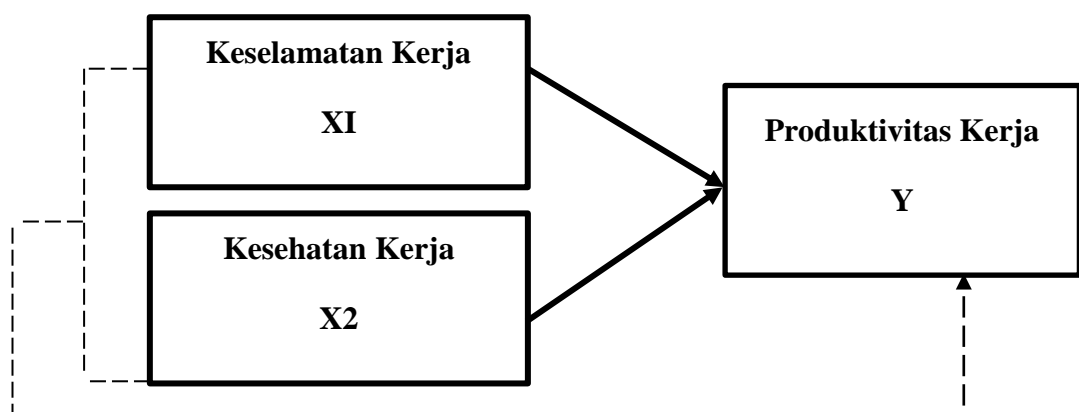 Keselamatan Kerja
XI
Produktivitas Kerja
Y
Kesehatan Kerja
X2